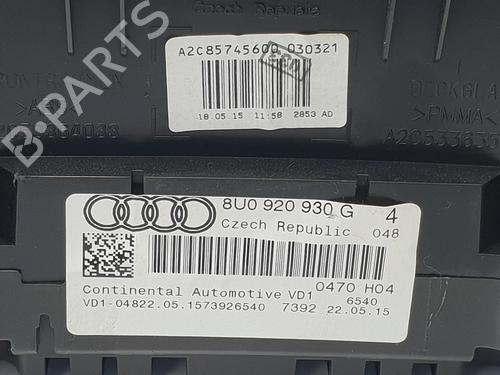 Czech Republic
A2C85745600 030321
18.05.15 11:58 2853 AD
>PMMA<
8U0 920 930 G 4
Czech Republic 048
0470 H04
Continental Automotive VD1 6540
VD1-04822.05.1573926540 7392 22.05.15
B-PARTS